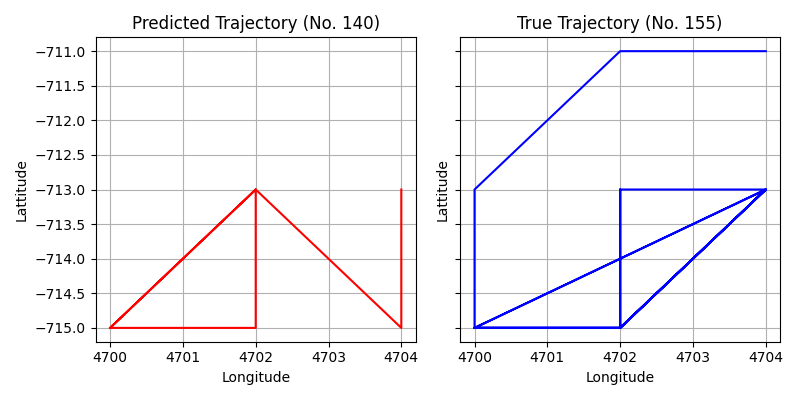 Predicted Trajectory (No. 140)
True Trajectory (No. 155)
−711.0
−711.5
−712.0
−712.5
−713.0
−713.5
−714.0
−714.5
−715.0
Lattitude
Lattitude
4700 4701 4702 4703 4704
4700 4701 4702 4703 4704
Longitude
Longitude